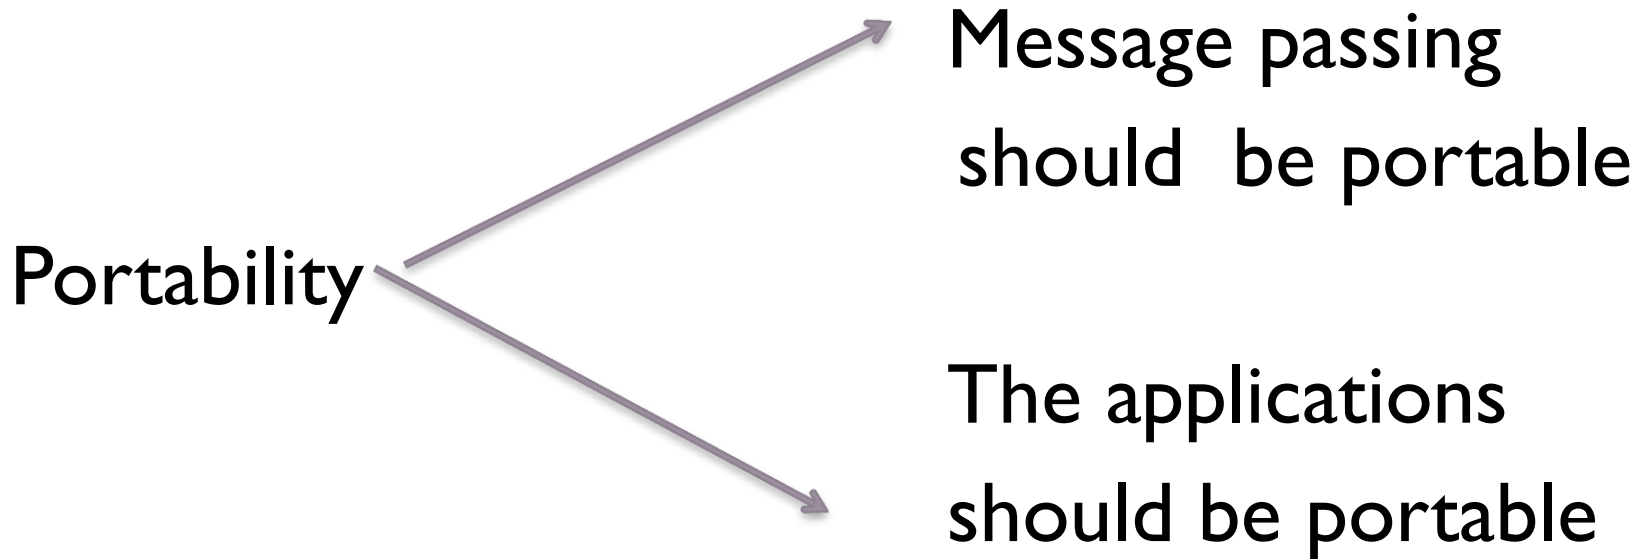 Portability
Message passing
should be portable
The applications
should be portable